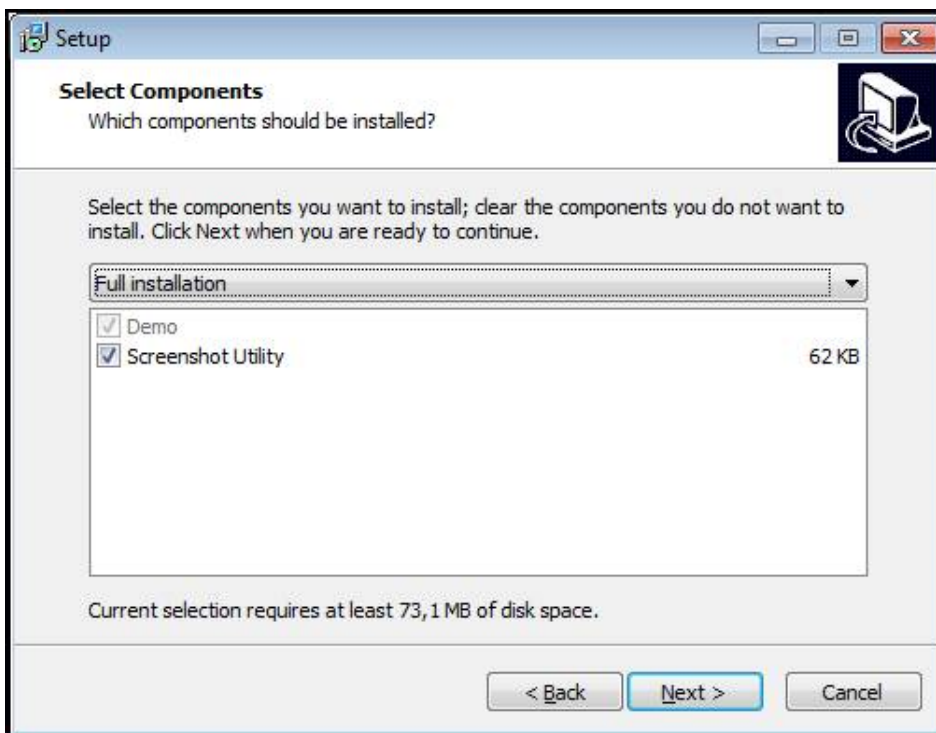 Setup
Select Components
Which components should be installed?
Select the components you want to install; clear the components you do not want to
install. Click Next when you are ready to continue.
Full installation
Demo
Screenshot Utility 62 KB
Current selection requires at least 73,1 MB of disk space.
< Back Next > Cancel